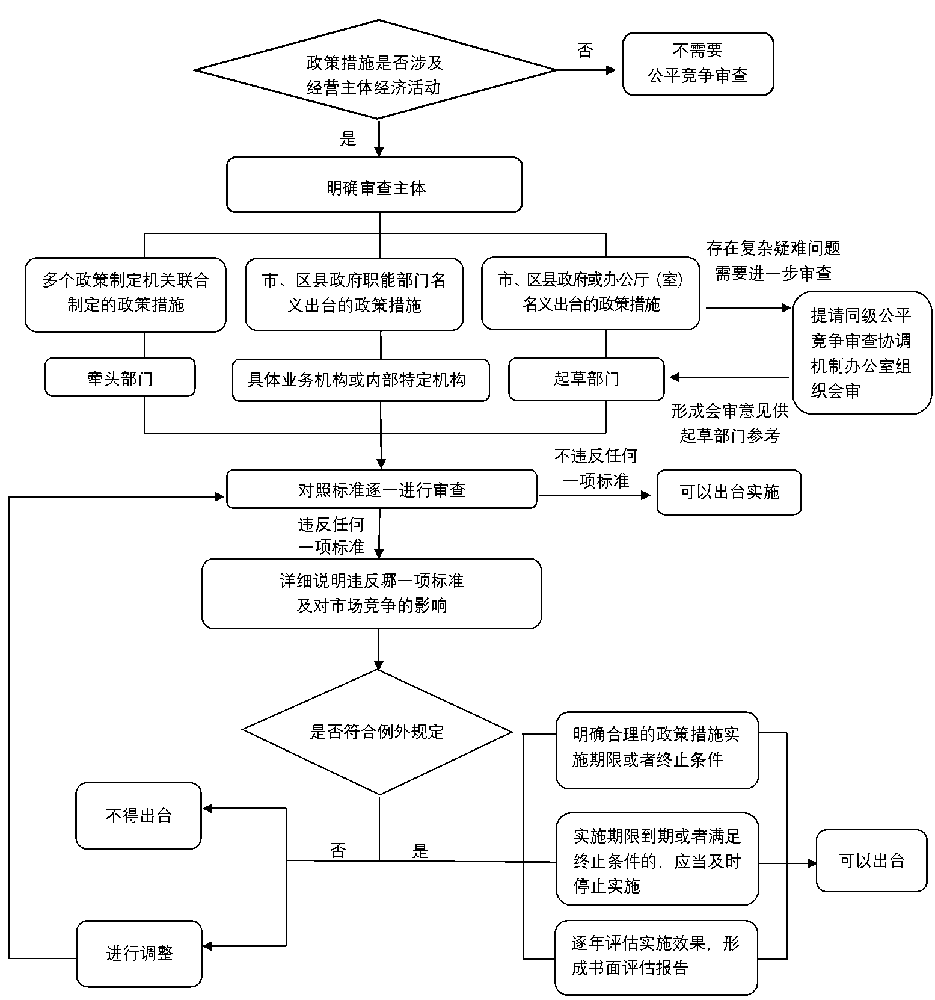 政策措施是否涉及
经营主体经济活动
否
不需要
公平竞争审查
是
明确审查主体
多个政策制定机关联合
制定的政策措施
市、区县政府职能部门名
义出台的政策措施
市、区县政府或办公厅（室）
名义出台的政策措施
存在复杂疑难问题
需要进一步审查
提请同级公平
竞争审查协调
机制办公室组
织会审
牵头部门
具体业务机构或内部特定机构
起草部门
形成会审意见供
起草部门参考
对照标准逐一进行审查
不违反任何
一项标准
可以出台实施
违反任何
一项标准
详细说明违反哪一项标准
及对市场竞争的影响
是否符合例外规定
否
是
不得出台
进行调整
明确合理的政策措施实
施期限或者终止条件
实施期限到期或者满足
终止条件的，应当及时
停止实施
逐年评估实施效果，形
成书面评估报告
可以出台